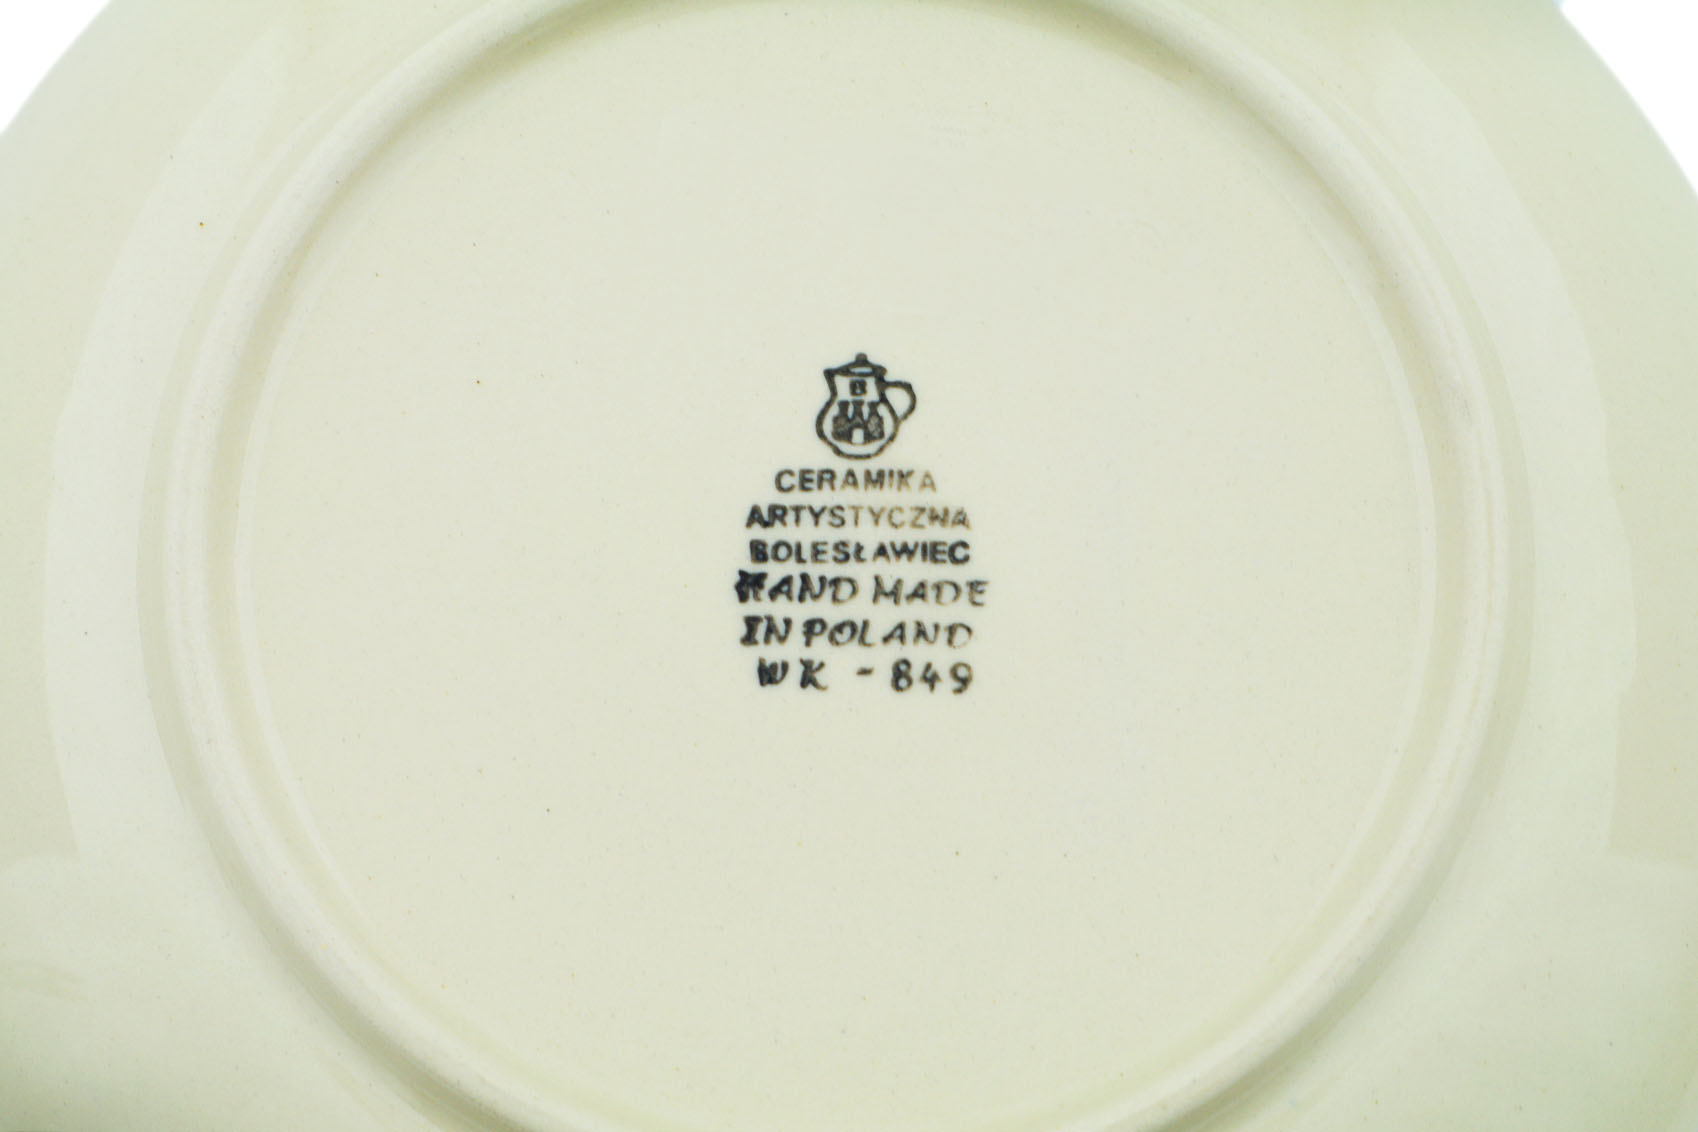 B
CERAMIKA
ARTYSTYCZNA
BOLESŁAWIEC
HAND MADE
IN POLAND
WK - 849